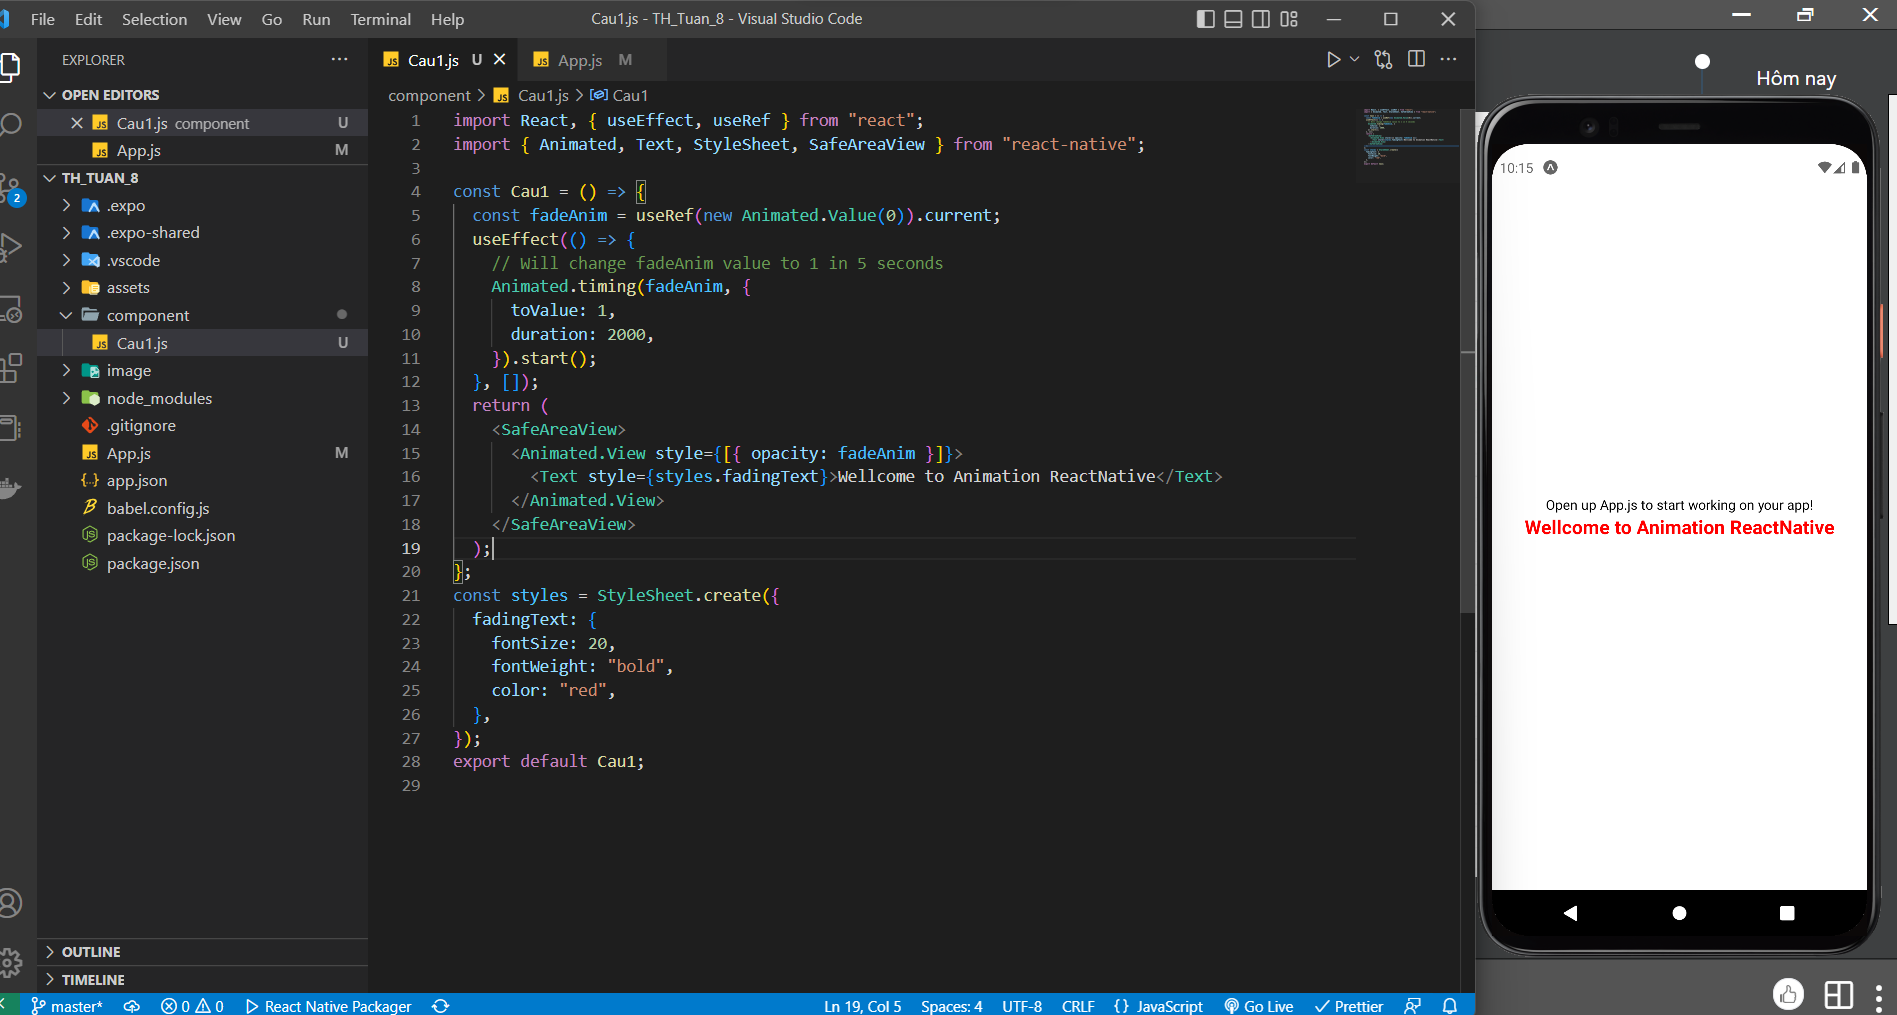 File Edit Selection View Go Run Terminal Help
Cau1.js - TH_Tuan_8 - Visual Studio Code
EXPLORER
OPEN EDITORS
Cau1.js component U
App.js M
TH_TUAN_8
.expo
.expo-shared
.vscode
assets
component
Cau1.js U
image
node_modules
.gitignore
App.js M
app.json
babel.config.js
package-lock.json
package.json
OUTLINE
TIMELINE
2
Cau1.js U
App.js M
component > Cau1.js > Cau1
1 import React, { useEffect, useRef } from "react";
2 import { Animated, Text, StyleSheet, SafeAreaView } from "react-native";
3
4 const Cau1 = () => {
5 const fadeAnim = useRef(new Animated.Value(0)).current;
6 useEffect(() => {
7 // Will change fadeAnim value to 1 in 5 seconds
8 Animated.timing(fadeAnim, {
9 toValue: 1,
10 duration: 2000,
11 }).start();
12 }, []);
13 return (
14 <SafeAreaView>
15 <Animated.View style={[{ opacity: fadeAnim }]}>
16 <Text style={styles.fadingText}>Wellcome to Animation ReactNative</Text>
17 </Animated.View>
18 </SafeAreaView>
19 );
20 };
21 const styles = StyleSheet.create({
22 fadingText: {
23 fontSize: 20,
24 fontWeight: "bold",
25 color: "red",
26 },
27 });
28 export default Cau1;
29
master* 0 0 React Native Packager
Ln 19, Col 5 Spaces: 4 UTF-8 CRLF {} JavaScript Go Live Prettier
Hôm nay
10:15
Open up App.js to start working on your app!
Wellcome to Animation ReactNative